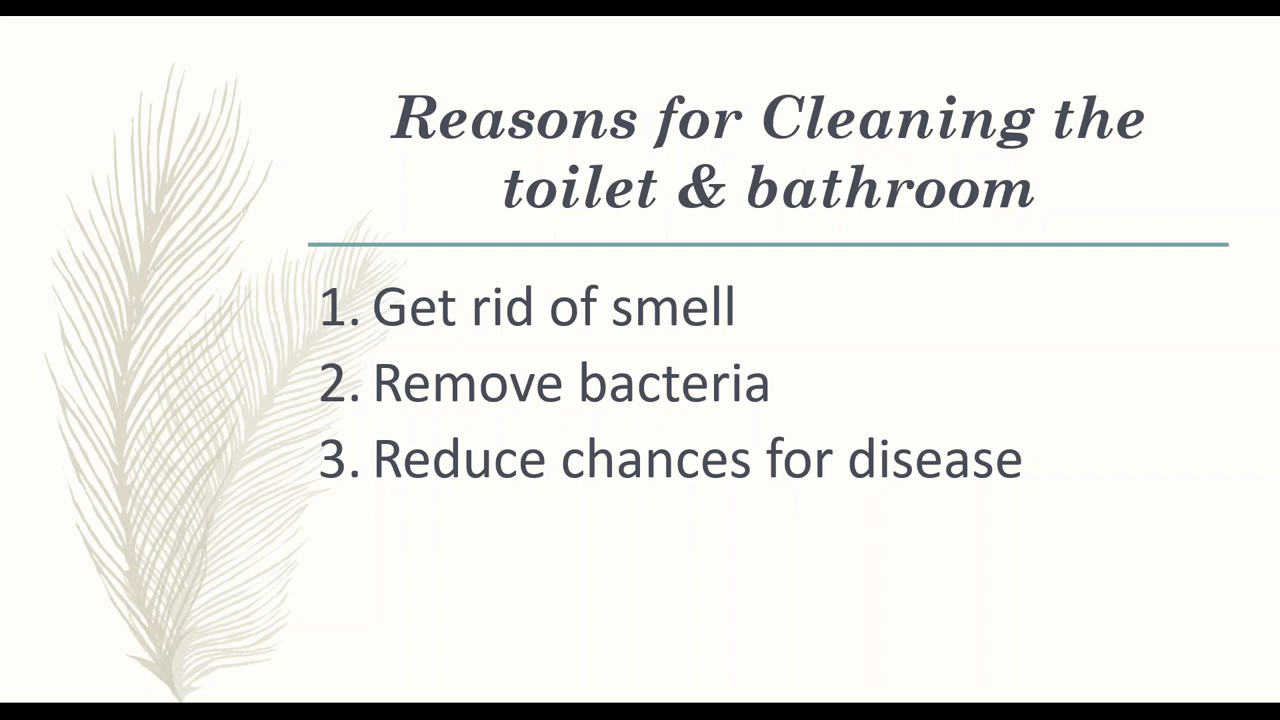 Reasons for Cleaning the
toilet & bathroom
1. Get rid of smell
2. Remove bacteria
3. Reduce chances for disease